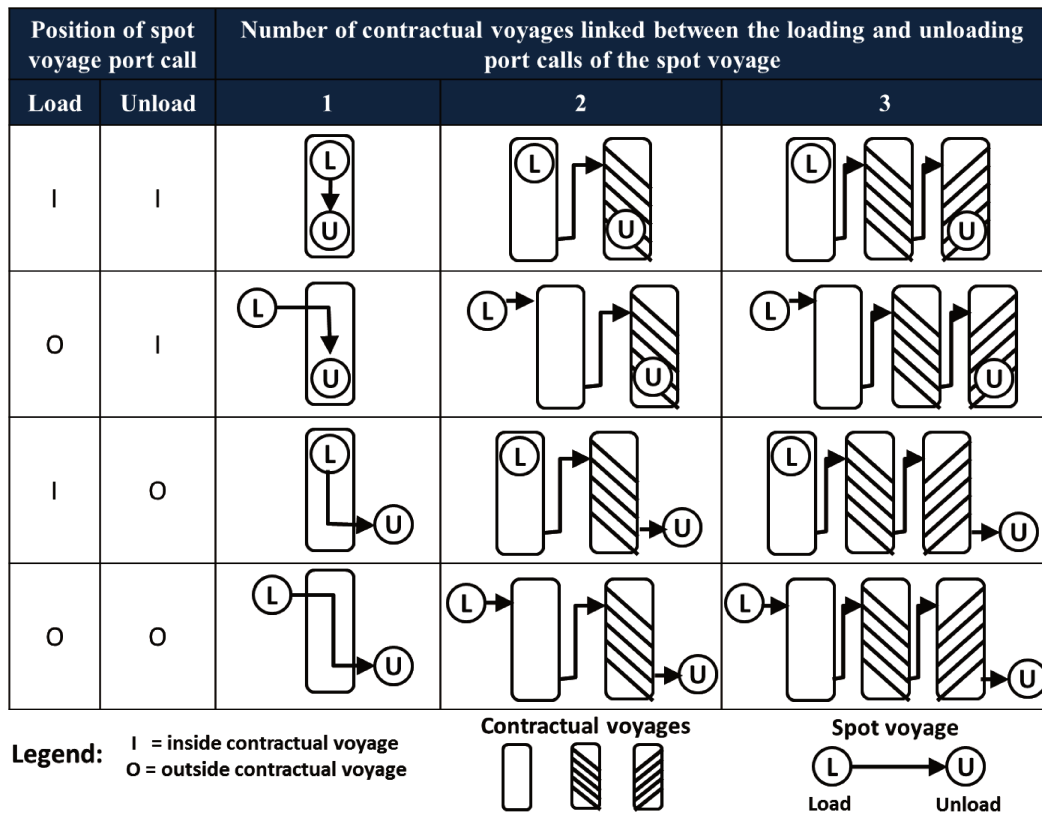 Position of spot
voyage port call
Number of contractual voyages linked between the loading and unloading
port calls of the spot voyage
Load Unload 1 2 3
I I
L L L
U U U
O I
L L L
U U U
I O
L L L
U U U
O O
L L L
U U U
Legend:
I = inside contractual voyage
O = outside contractual voyage
Contractual voyages
Spot voyage
L U
Load Unload